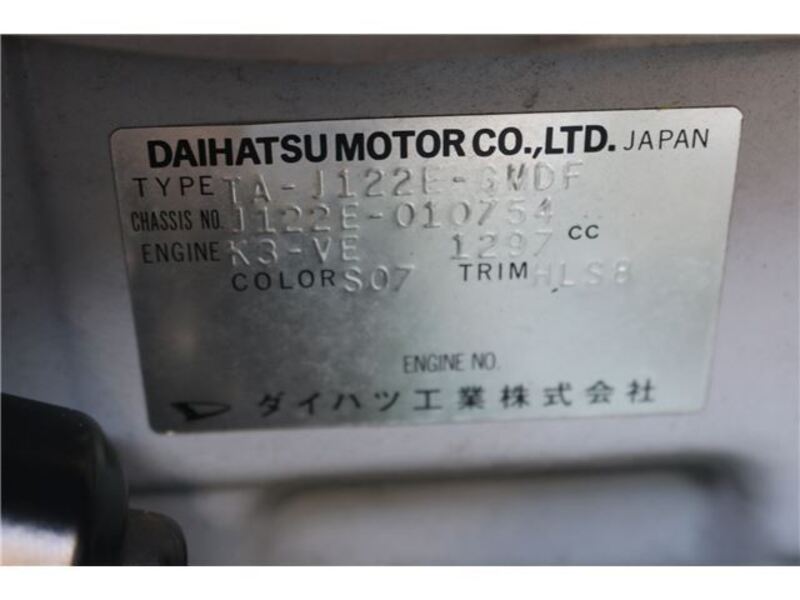 DAIHATSU MOTOR CO.,LTD. JAPAN
TYPE TA-J122E-GMDF
CHASSIS NO. J122E-010754
ENGINE K3-VE 1297 CC
COLOR S07 TRIM HLS8
ENGINE NO.
ダイハツ工業株式会社